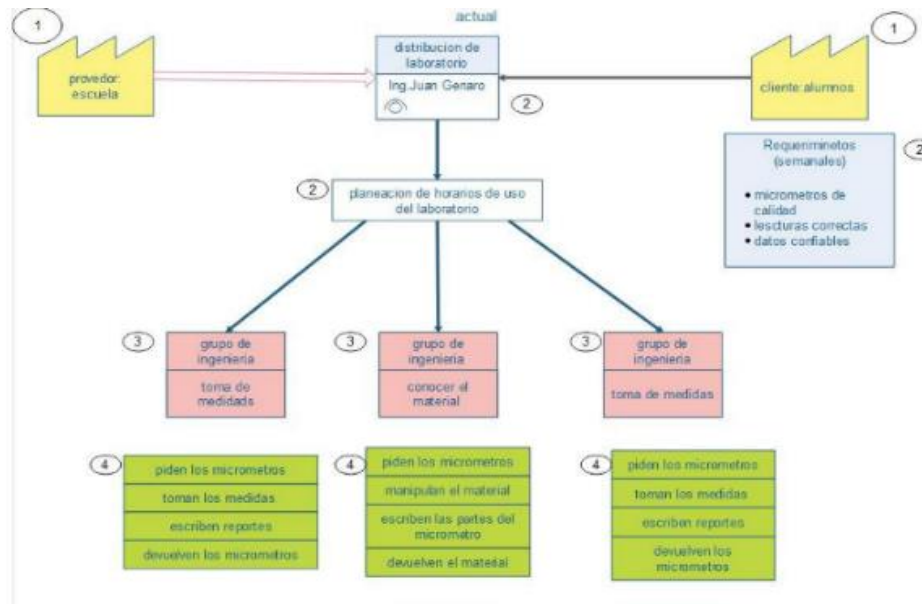 actual
1
provedor:
escuela
distribucion de
laboratorio
Ing.Juan Genaro
2
1
cliente:alumnos
Requeriminetos
(semanales)
2
• micrometros de
calidad
• lescturas correctas
• datos confiables
2
planeacion de horarios de uso
del laboratorio
3
grupo de
ingenieria
toma de
medidads
3
grupo de
ingenieria
conocer el
material
3
grupo de
ingenieria
toma de medidas
4
piden los micrometros
toman los medidas
escriben reportes
devuelven los micrometros
4
piden los micrometros
manipulan el material
escriben las partes del
micrometro
devuelven el material
4
piden los micrometros
toman los medidas
escriben reportes
devuelven los
micrometros